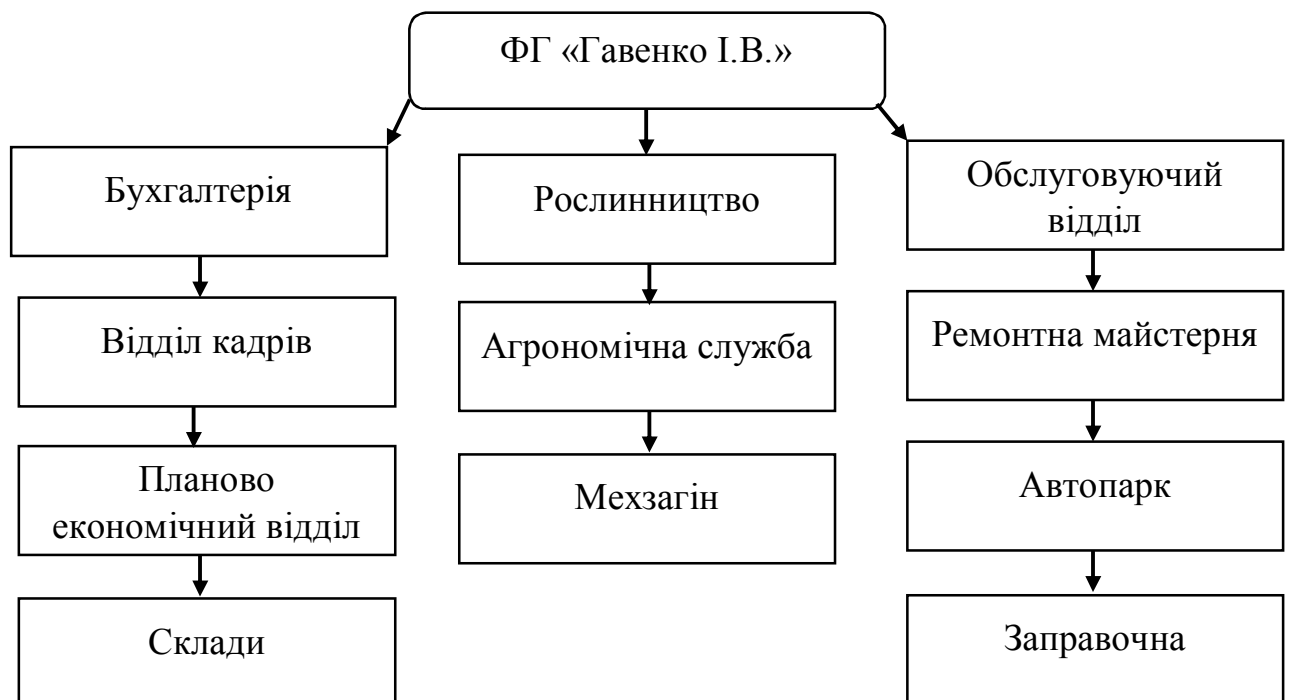 ФГ «Гавенко І.В.»
Бухгалтерія
Рослинництво
Обслуговуючий
відділ
Відділ кадрів
Агрономічна служба
Ремонтна майстерня
Планово
економічний відділ
Мехзагін
Автопарк
Склади
Заправочна